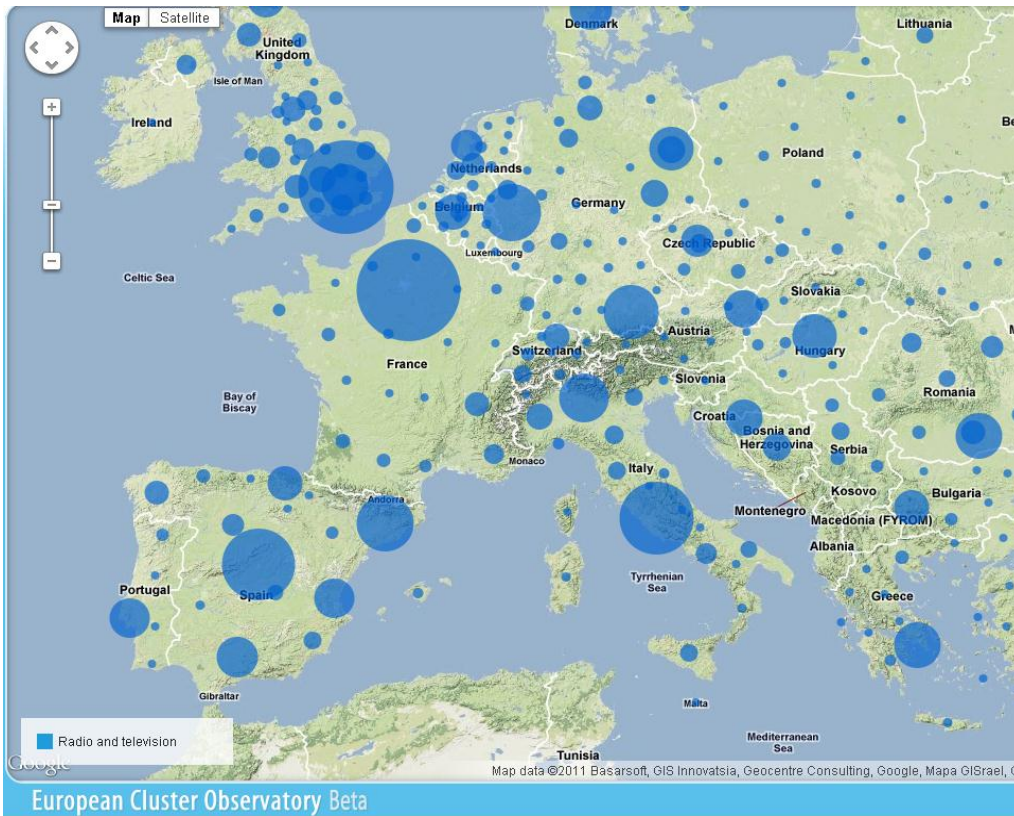 Map Satellite
Denmark
Lithuania
United
Kingdom
Isle of Man
Ireland
Poland
Netherlands
Belgium
Germany
Luxembourg
Czech Republic
Celtic Sea
Slovakia
Austria
Switzerland
Hungary
France
Slovenia
Romania
Bay of
Biscay
Croatia
Bosnia and
Herzegovina
Serbia
Monaco
Italy
Andorra
Kosovo
Bulgaria
Montenegro
Macedonia (FYROM)
Albania
Tyrrhenian
Sea
Portugal
Spain
Greece
Gibraltar
Malta
Mediterranean
Sea
Tunisia
Radio and television
Google
Map data ©2011 Basarsoft, GIS Innovatsia, Geocentre Consulting, Google, Mapa GISrael,
European Cluster Observatory Beta